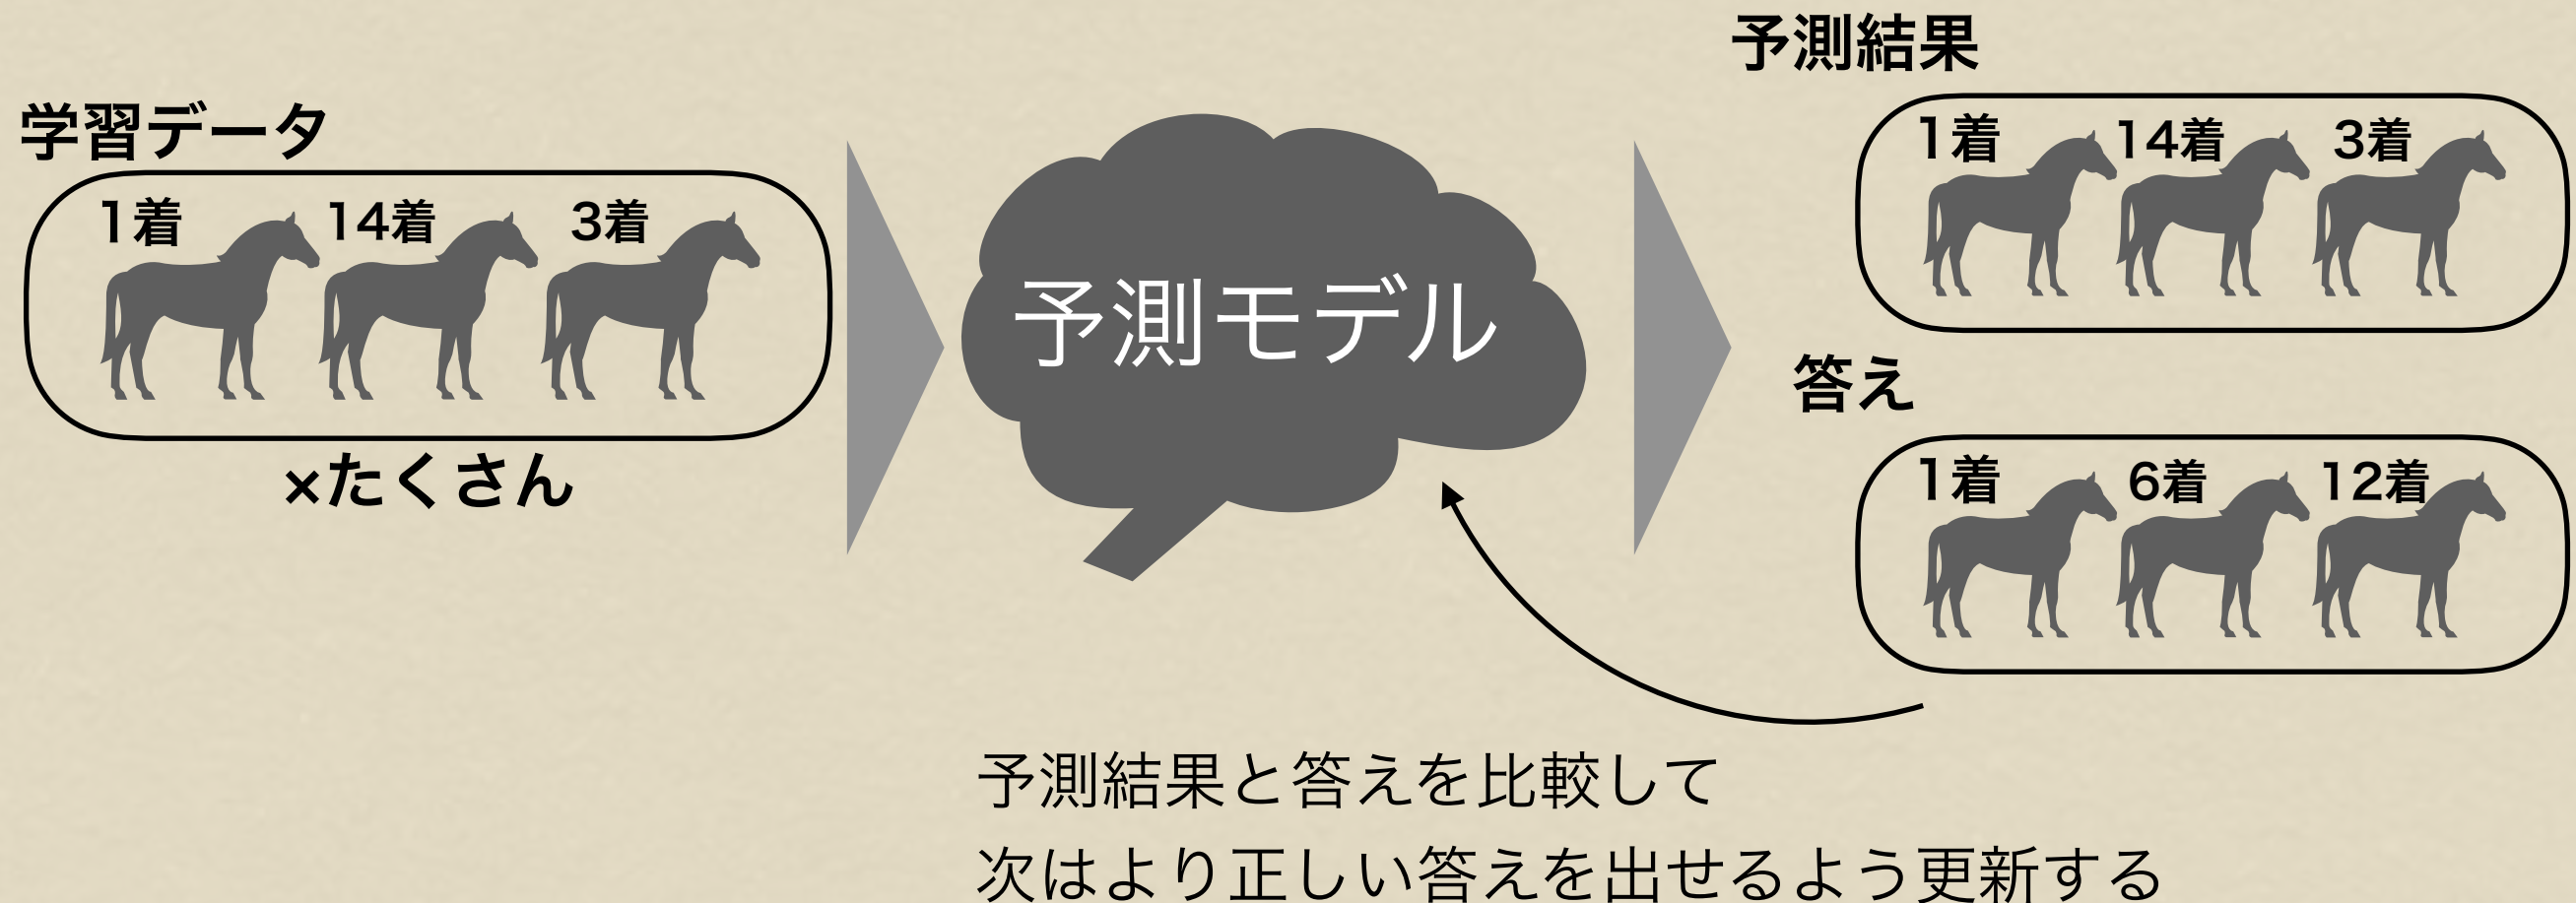 学習データ
1着 14着 3着
×たくさん
予測モデル
予測結果
1着 14着 3着
答え
1着 6着 12着
予測結果と答えを比較して
次はより正しい答えを出せるよう更新する